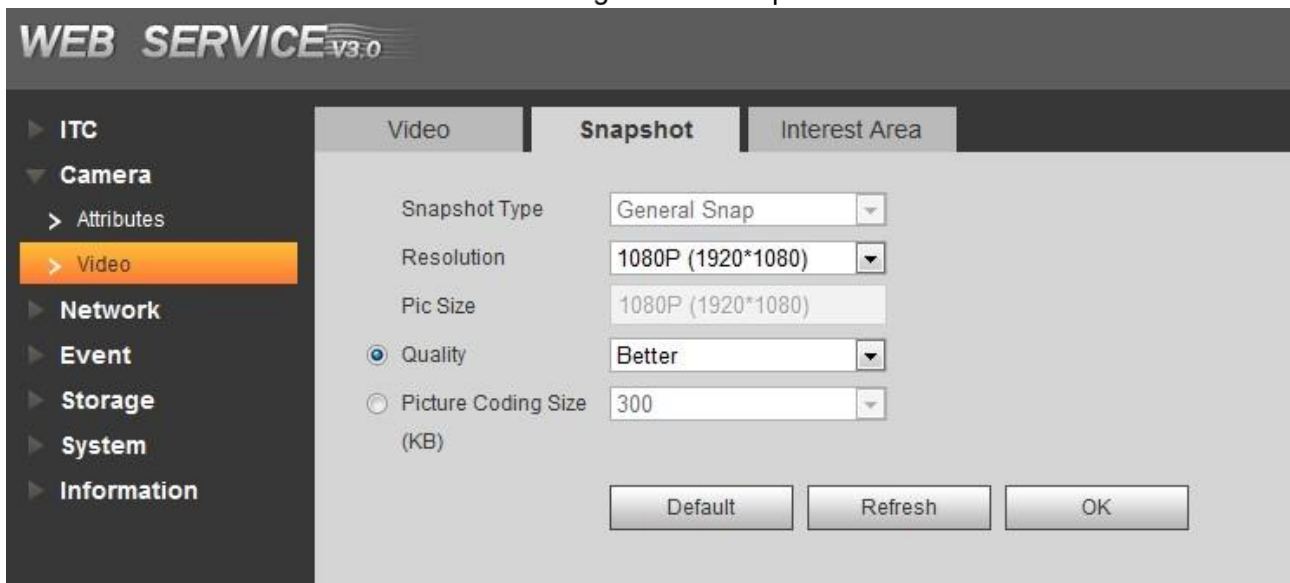 WEB SERVICE V3.0
ITC
Camera
Attributes
Video
Network
Event
Storage
System
Information
Video Snapshot Interest Area
Snapshot Type General Snap
Resolution 1080P (1920*1080)
Pic Size 1080P (1920*1080)
Quality Better
Picture Coding Size 300
(KB)
Default Refresh OK